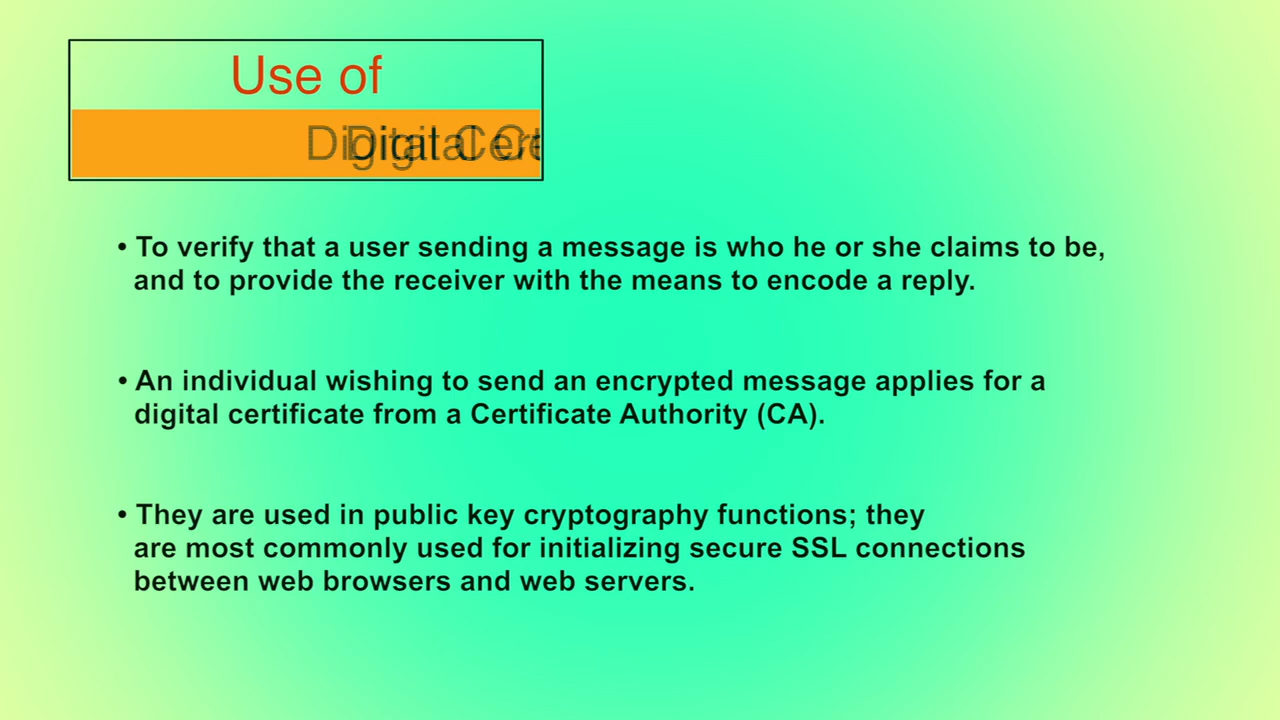 Use of
Digital
• To verify that a user sending a message is who he or she claims to be,
and to provide the receiver with the means to encode a reply.
• An individual wishing to send an encrypted message applies for a
digital certificate from a Certificate Authority (CA).
• They are used in public key cryptography functions; they
are most commonly used for initializing secure SSL connections
between web browsers and web servers.